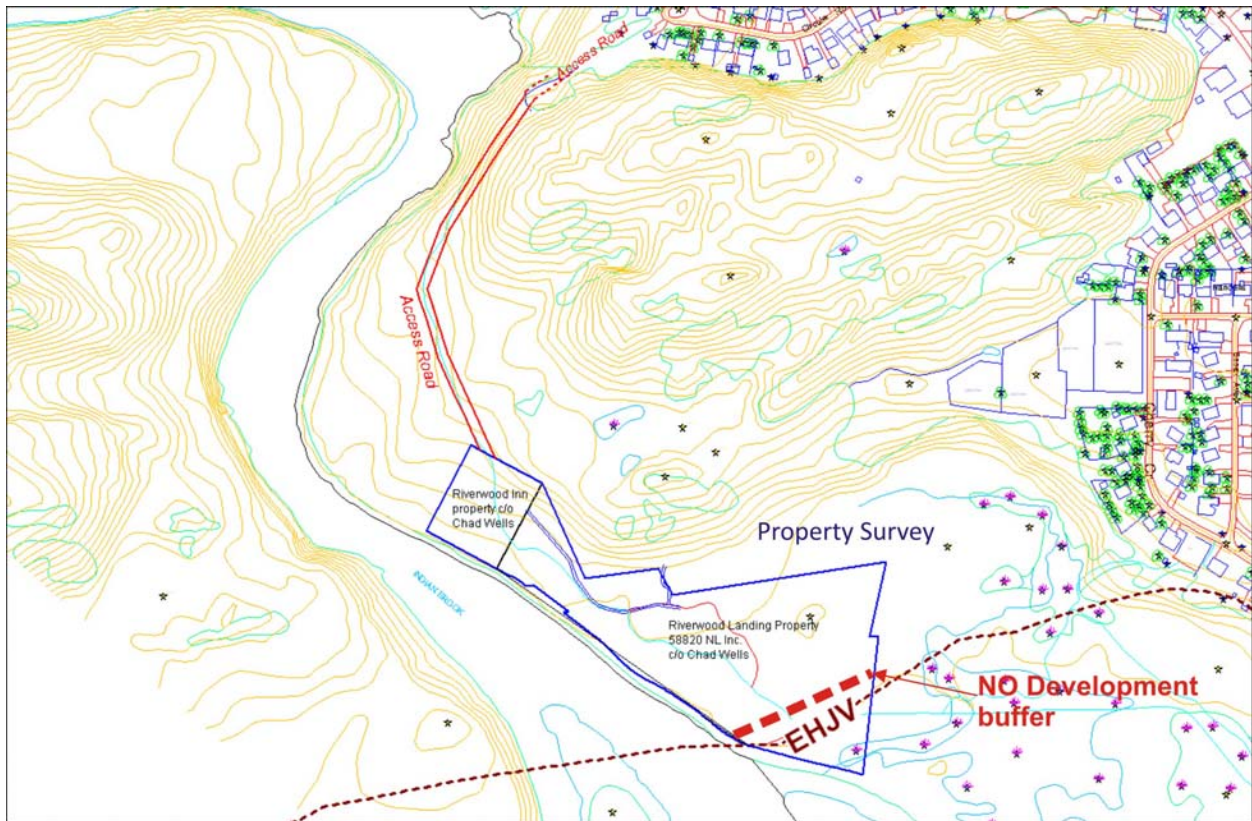 Access Road
Access Road
Riverwood Inn
property c/o
Chad Wells
Property Survey
INDIAN BROOK
Riverwood Landing Property
58820 NL Inc.
c/o Chad Wells
NO Development
buffer
EHJV